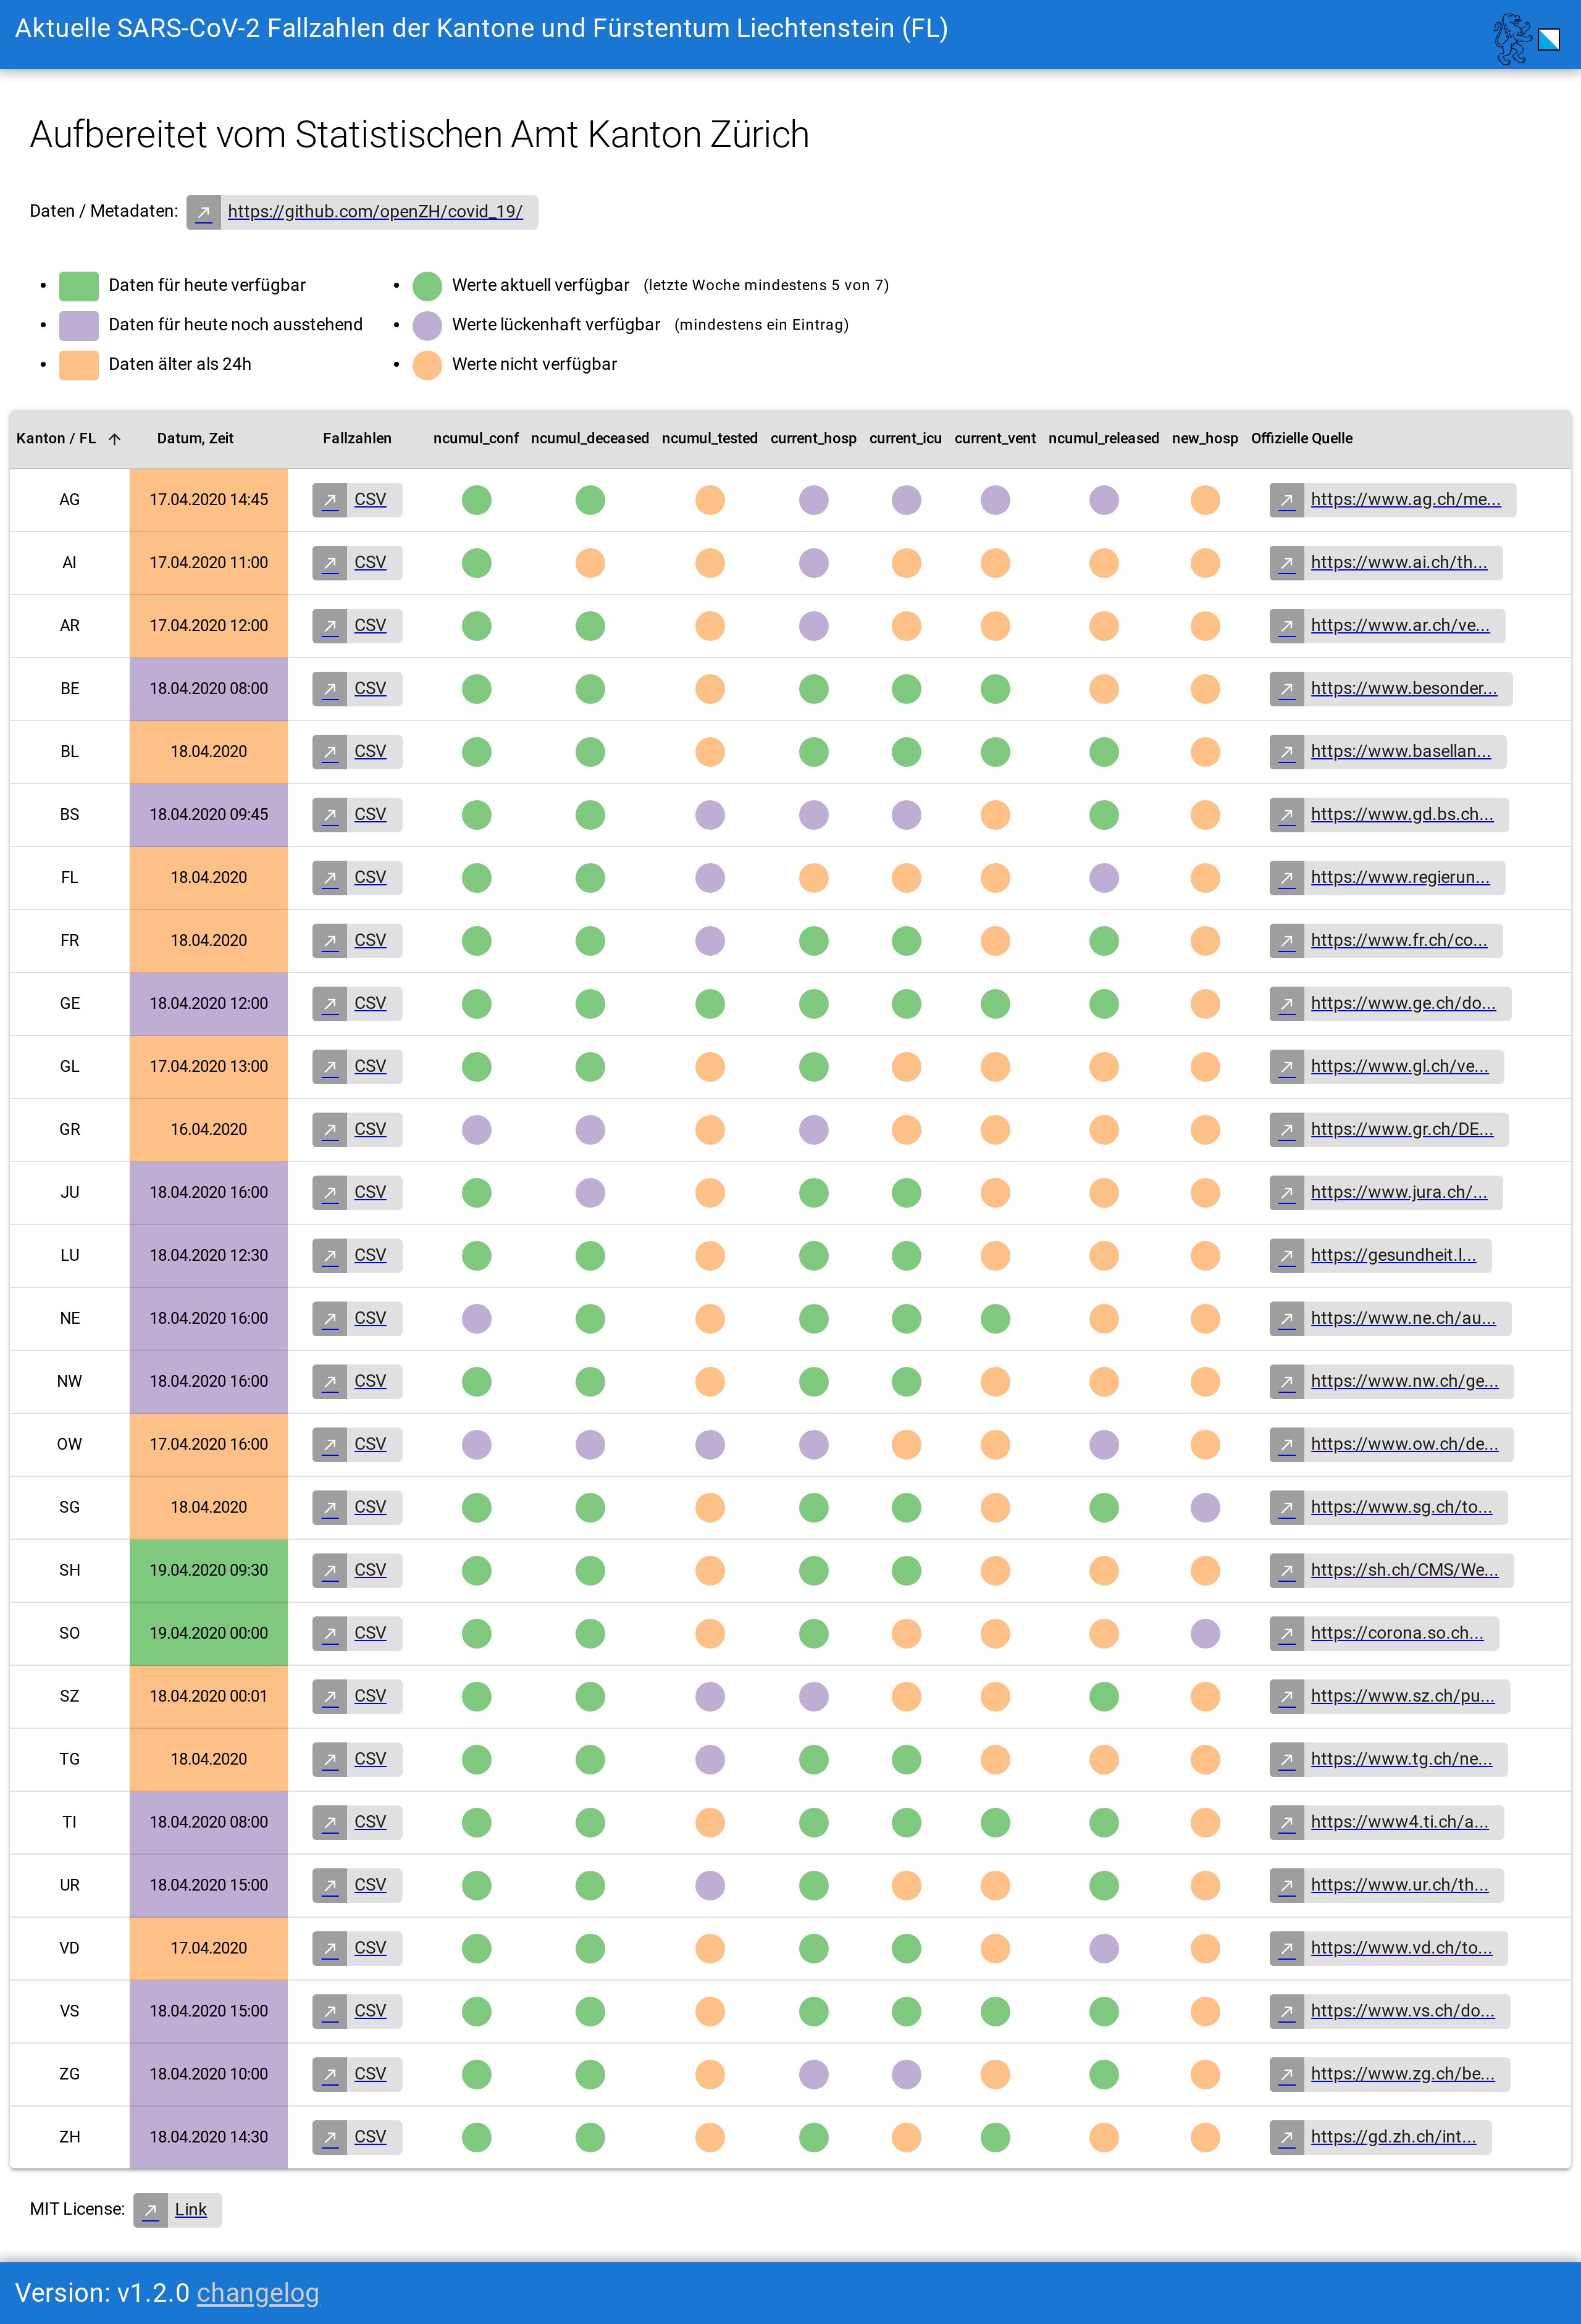 Aktuelle SARS-CoV-2 Fallzahlen der Kantone und Fürstentum Liechtenstein (FL)
Aufbereitet vom Statistischen Amt Kanton Zürich
Daten / Metadaten: https://github.com/openZH/covid_19/
Daten für heute verfügbar
Daten für heute noch ausstehend
Daten älter als 24h
Werte aktuell verfügbar (letzte Woche mindestens 5 von 7)
Werte lückenhaft verfügbar (mindestens ein Eintrag)
Werte nicht verfügbar
Kanton / FL Datum, Zeit Fallzahlen ncumul_conf ncumul_deceased ncumul_tested current_hosp current_icu current_vent ncumul_released new_hosp Offizielle Quelle
AG 17.04.2020 14:45 CSV https://www.ag.ch/me...
AI 17.04.2020 11:00 CSV https://www.ai.ch/th...
AR 17.04.2020 12:00 CSV https://www.ar.ch/ve...
BE 18.04.2020 08:00 CSV https://www.besonder...
BL 18.04.2020 CSV https://www.basellan...
BS 18.04.2020 09:45 CSV https://www.gd.bs.ch...
FL 18.04.2020 CSV https://www.regierun...
FR 18.04.2020 CSV https://www.fr.ch/co...
GE 18.04.2020 12:00 CSV https://www.ge.ch/do...
GL 17.04.2020 13:00 CSV https://www.gl.ch/ve...
GR 16.04.2020 CSV https://www.gr.ch/DE...
JU 18.04.2020 16:00 CSV https://www.jura.ch/...
LU 18.04.2020 12:30 CSV https://gesundheit.l...
NE 18.04.2020 16:00 CSV https://www.ne.ch/au...
NW 18.04.2020 16:00 CSV https://www.nw.ch/ge...
OW 17.04.2020 16:00 CSV https://www.ow.ch/de...
SG 18.04.2020 CSV https://www.sg.ch/to...
SH 19.04.2020 09:30 CSV https://sh.ch/CMS/We...
SO 19.04.2020 00:00 CSV https://corona.so.ch...
SZ 18.04.2020 00:01 CSV https://www.sz.ch/pu...
TG 18.04.2020 CSV https://www.tg.ch/ne...
TI 18.04.2020 08:00 CSV https://www4.ti.ch/a...
UR 18.04.2020 15:00 CSV https://www.ur.ch/th...
VD 17.04.2020 CSV https://www.vd.ch/to...
VS 18.04.2020 15:00 CSV https://www.vs.ch/do...
ZG 18.04.2020 10:00 CSV https://www.zg.ch/be...
ZH 18.04.2020 14:30 CSV https://gd.zh.ch/int...
MIT License: Link
Version: v1.2.0 changelog